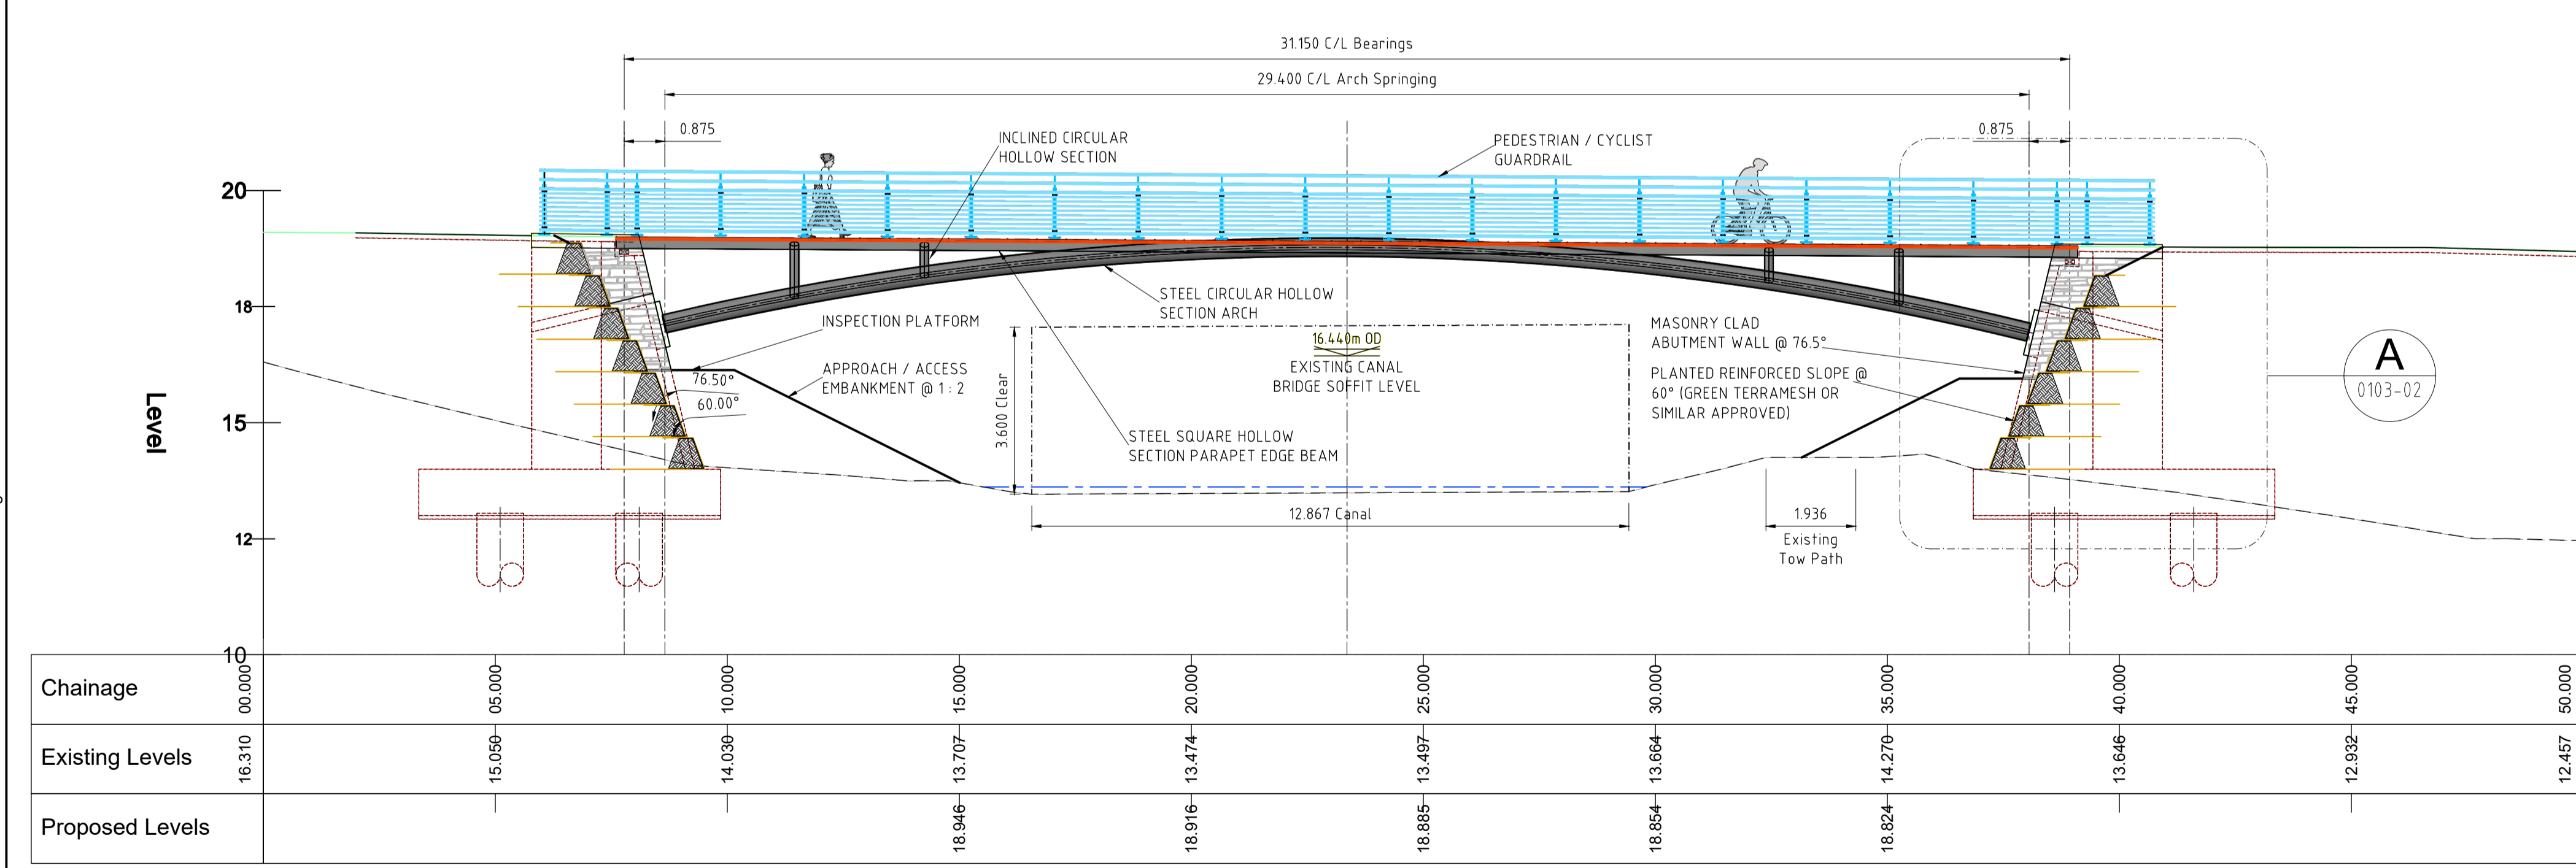 31.150 C/L Bearings
29.400 C/L Arch Springing
0.875
0.875
INCLINED CIRCULAR
HOLLOW SECTION
PEDESTRIAN / CYCLIST
GUARDRAIL
20
18
15
12
10
Level
STEEL CIRCULAR HOLLOW
SECTION ARCH
INSPECTION PLATFORM
APPROACH / ACCESS
EMBANKMENT @ 1 : 2
76.50°
60.00°
3.600 Clear
16.440m OD
EXISTING CANAL
BRIDGE SOFFIT LEVEL
STEEL SQUARE HOLLOW
SECTION PARAPET EDGE BEAM
MASONRY CLAD
ABUTMENT WALL @ 76.5°
PLANTED REINFORCED SLOPE @
60° (GREEN TERRAMESH OR
SIMILAR APPROVED)
A
0103-02
12.867 Canal
1.936
Existing
Tow Path
Chainage 00.000 05.000 10.000 15.000 20.000 25.000 30.000 35.000 40.000 45.000 50.000
Existing Levels 16.310 15.050 14.030 13.707 13.474 13.497 13.664 14.270 13.646 12.932 12.457
Proposed Levels 18.946 18.916 18.885 18.854 18.824